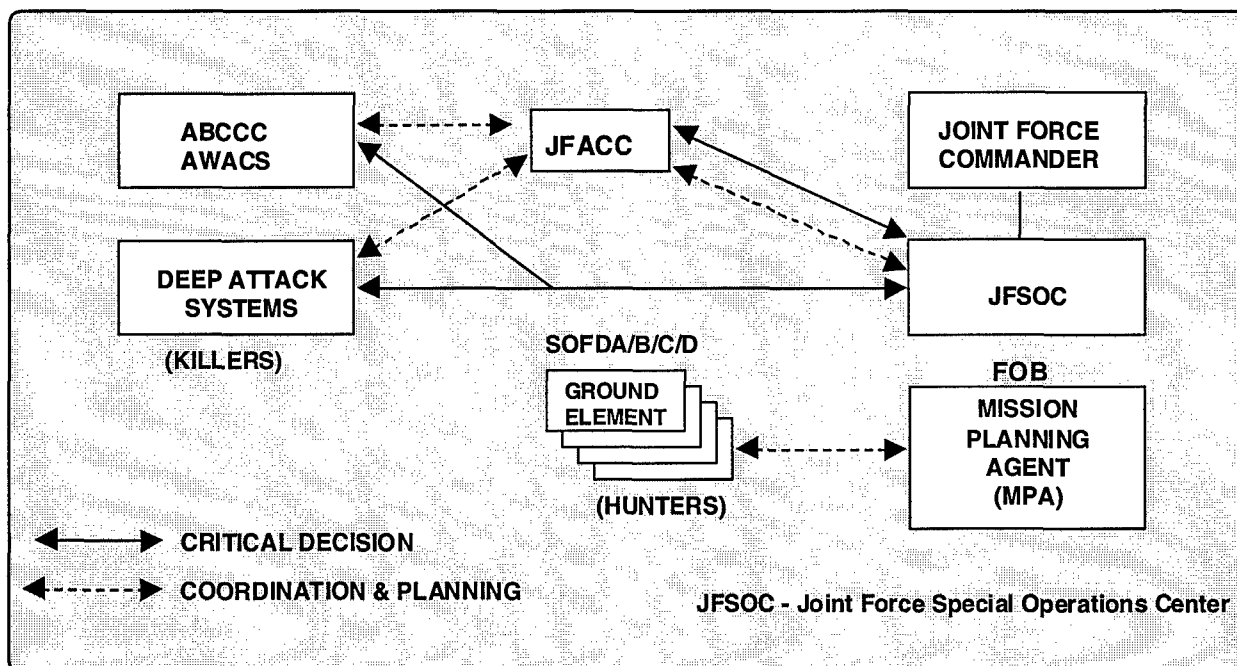 ABCCC
AWACS
JFACC
JOINT FORCE
COMMANDER
DEEP ATTACK
SYSTEMS
(KILLERS)
JFSOC
SOFDA/B/C/D
GROUND
ELEMENT
(HUNTERS)
FOB
MISSION
PLANNING
AGENT
(MPA)
CRITICAL DECISION
COORDINATION & PLANNING
JFSOC - Joint Force Special Operations Center